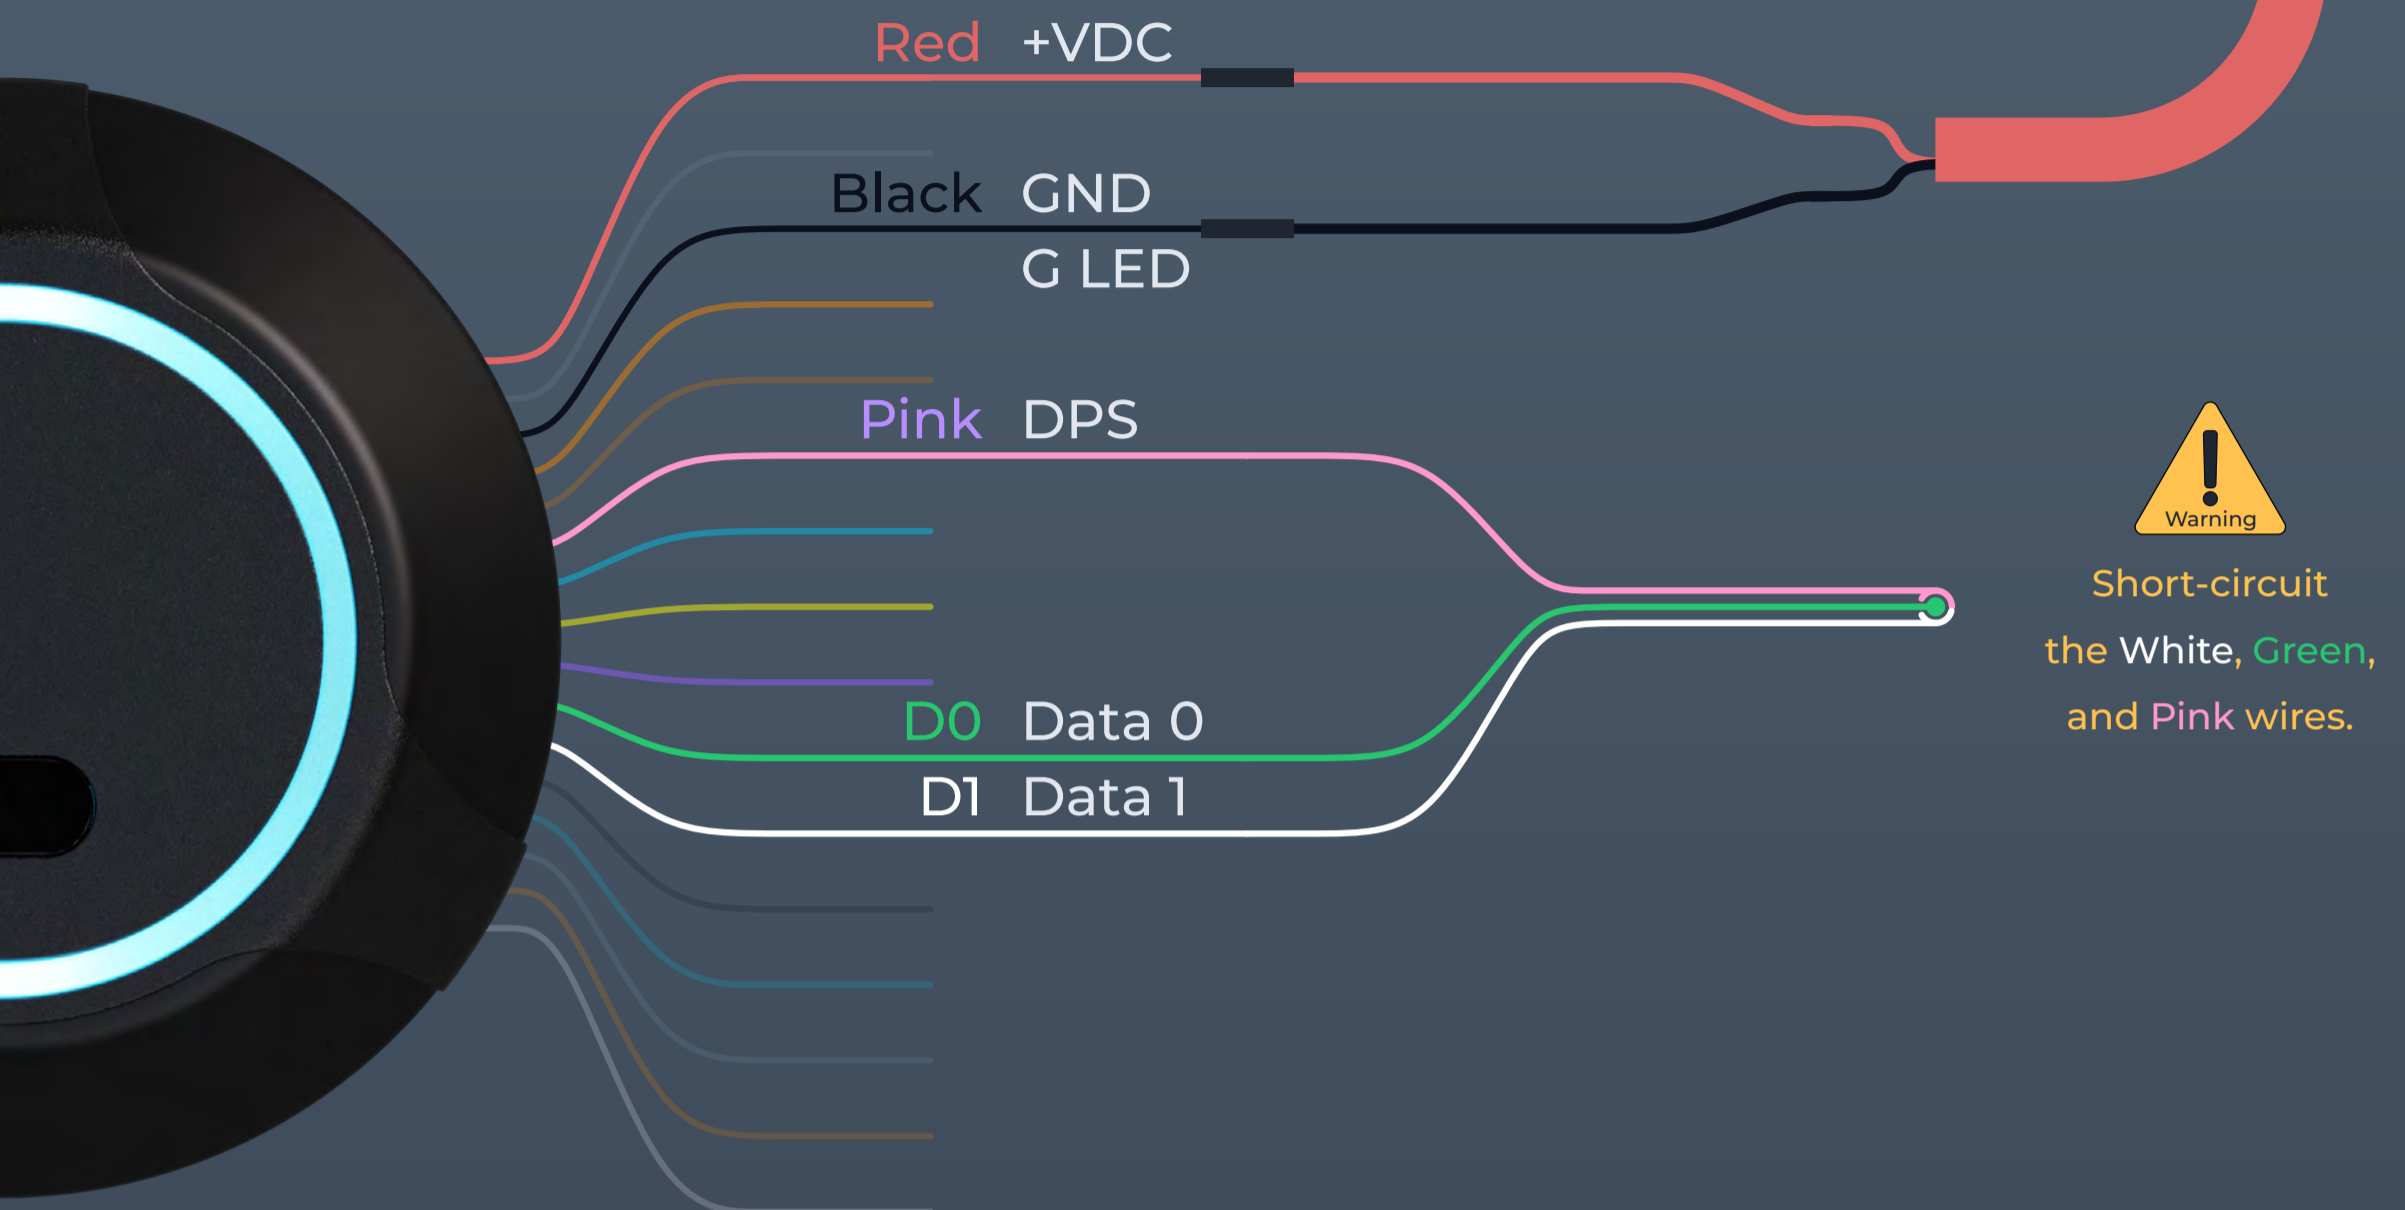 Red +VDC
Black GND
G LED
Pink DPS
Warning
Short-circuit
the White, Green,
and Pink wires.
D0 Data 0
D1 Data 1